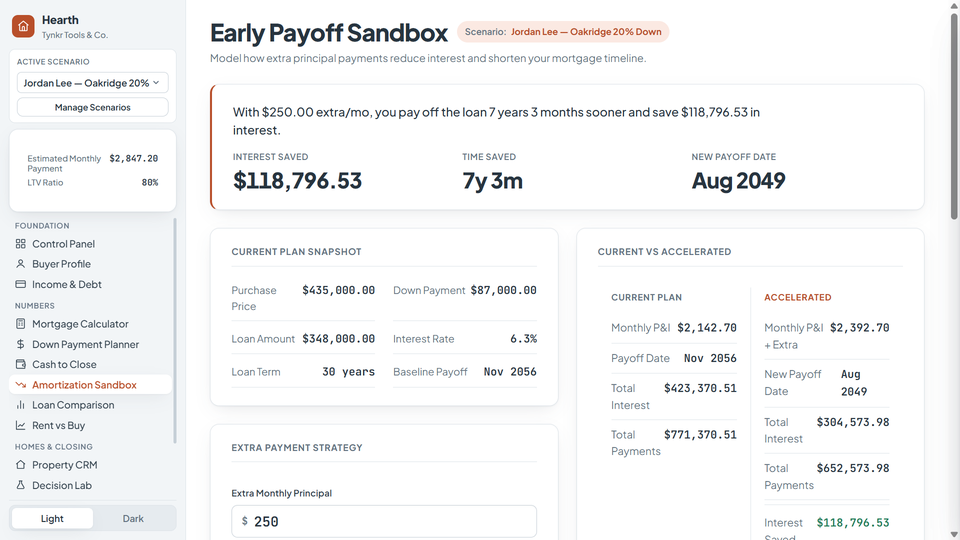 Hearth
Tynkr Tools & Co.
ACTIVE SCENARIO
Jordan Lee — Oakridge 20%
Manage Scenarios
Estimated Monthly Payment $2,847.20
LTV Ratio 80%
FOUNDATION
Control Panel
Buyer Profile
Income & Debt
NUMBERS
Mortgage Calculator
Down Payment Planner
Cash to Close
Amortization Sandbox
Loan Comparison
Rent vs Buy
HOMES & CLOSING
Property CRM
Decision Lab
Light
Dark
Early Payoff Sandbox
Scenario: Jordan Lee — Oakridge 20% Down
Model how extra principal payments reduce interest and shorten your mortgage timeline.
With $250.00 extra/mo, you pay off the loan 7 years 3 months sooner and save $118,796.53 in
interest.
INTEREST SAVED
$118,796.53
TIME SAVED
7y 3m
NEW PAYOFF DATE
Aug 2049
CURRENT PLAN SNAPSHOT
Purchase Price $435,000.00
Down Payment $87,000.00
Loan Amount $348,000.00
Interest Rate 6.3%
Loan Term 30 years
Baseline Payoff Nov 2056
EXTRA PAYMENT STRATEGY
Extra Monthly Principal
$ 250
CURRENT VS ACCELERATED
CURRENT PLAN
Monthly P&I $2,142.70
Payoff Date Nov 2056
Total Interest $423,370.51
Total Payments $771,370.51
ACCELERATED
Monthly P&I + Extra $2,392.70
New Payoff Date Aug 2049
Total Interest $304,573.98
Total Payments $652,573.98
Interest Saved $118,796.53